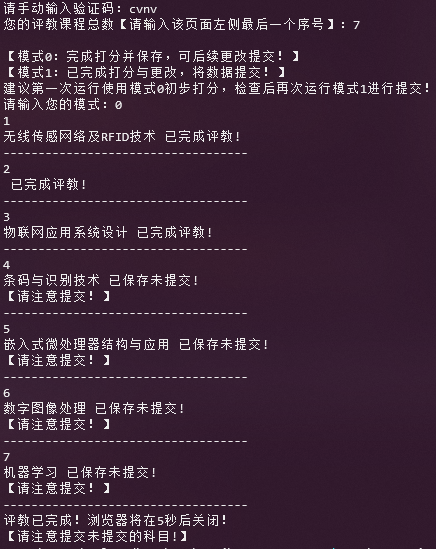 请手动输入验证码: cvnv
您的评教课程总数【请输入该页面左侧最后一个序号】: 7
【模式0: 完成打分并保存，可后续更改提交! 】
【模式1: 已完成打分与更改，将数据提交! 】
建议第一次运行使用模式0初步打分，检查后再次运行模式1进行提交!
请输入您的模式: 0
1
无线传感网络及RFID技术 已完成评教!
-----------------------------------
2
已完成评教!
-----------------------------------
3
物联网应用系统设计 已完成评教!
-----------------------------------
4
条码与识别技术 已保存未提交!
【请注意提交! 】
-----------------------------------
5
嵌入式微处理器结构与应用 已保存未提交!
【请注意提交! 】
-----------------------------------
6
数字图像处理 已保存未提交!
【请注意提交! 】
-----------------------------------
7
机器学习 已保存未提交!
【请注意提交! 】
-----------------------------------
评教已完成! 浏览器将在5秒后关闭!
【请注意提交未提交的科目!】